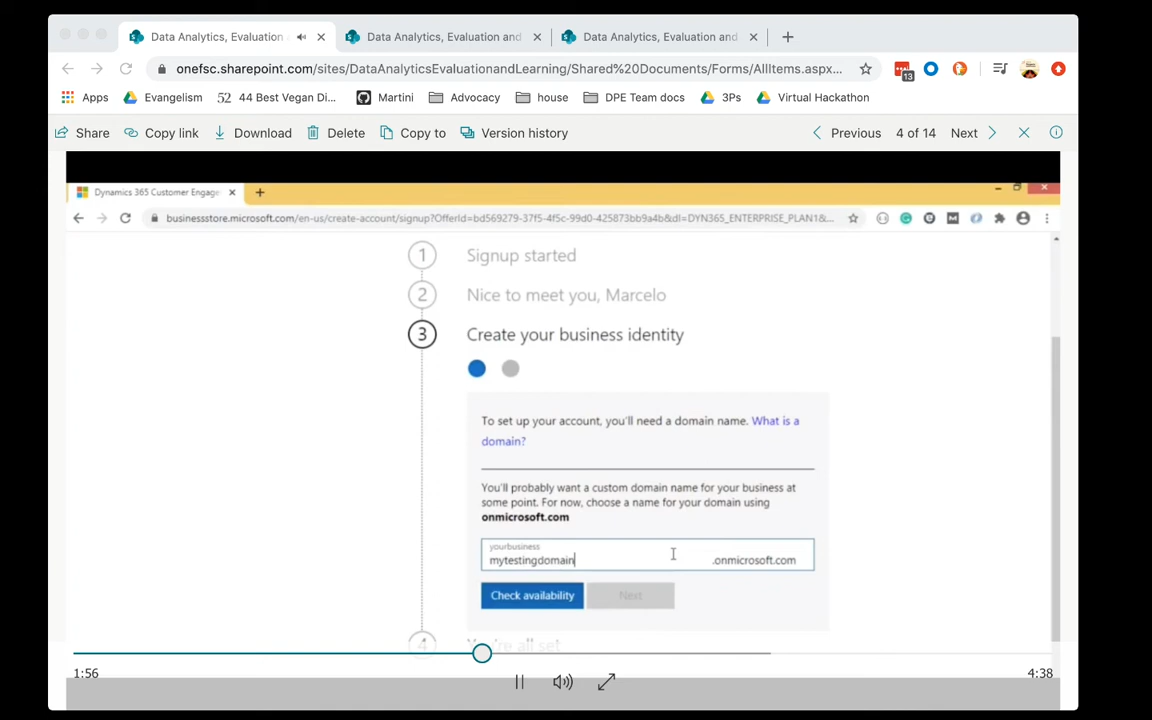 Data Analytics, Evaluation
Data Analytics, Evaluation and
Data Analytics, Evaluation and
onefsc.sharepoint.com/sites/DataAnalyticsEvaluationandLearning/Shared%20Documents/Forms/AllItems.aspx...
13
Apps
Evangelism
52
44 Best Vegan Di...
Martini
Advocacy
house
DPE Team docs
3Ps
Virtual Hackathon
Share
Copy link
Download
Delete
Copy to
Version history
Previous
4 of 14
Next
Dynamics 365 Customer Engage
businessstore.microsoft.com/en-us/create-account/signup?OfferId=bd569279-37f5-4f5c-99d0-425873bb9a4b&dl=DYN365_ENTERPRISE_PLAN1&...
1 Signup started
2 Nice to meet you, Marcelo
3 Create your business identity
To set up your account, you'll need a domain name. What is a
domain?
You'll probably want a custom domain name for your business at
some point. For now, choose a name for your domain using
onmicrosoft.com
yourbusiness
mytestingdomain .onmicrosoft.com
Check availability
Next
4 You're all set
1:56
4:38